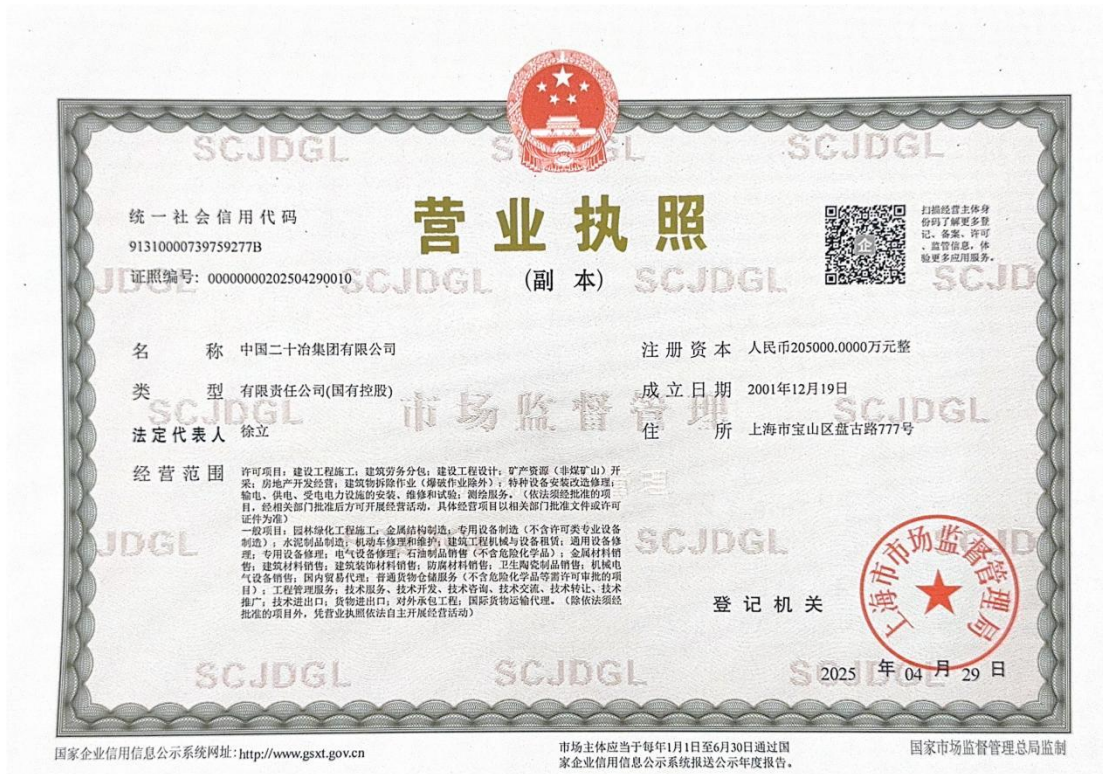 营业执照
(副 本)
统一社会信用代码
91310000739759277B
证照编号: 00000000202504290010
扫描经营主体身
份码了解更多登
记、备案、许可
、监管信息，体
验更多应用服务。
名 称 中国二十冶集团有限公司
类 型 有限责任公司(国有控股)
法定代表人 徐立
经营范围 许可项目：建设工程施工；建筑劳务分包；建设工程设计；矿产资源（非煤矿山）开
采；房地产开发经营；建筑物拆除作业（爆破作业除外）；特种设备安装改造修理；
输电、供电、受电电力设施的安装、维修和试验；测绘服务。（依法须经批准的项
目，经相关部门批准后方可开展经营活动，具体经营项目以相关部门批准文件或许可
证件为准）
一般项目：园林绿化工程施工；金属结构制造；专用设备制造（不含许可类专业设备
制造）；水泥制品制造；机动车修理和维护；建筑工程机械与设备租赁；通用设备修
理；专用设备修理；电气设备修理；石油制品销售（不含危险化学品）；金属材料销
售；建筑材料销售；建筑装饰材料销售；防腐材料销售；卫生陶瓷制品销售；机械电
气设备销售；国内贸易代理；普通货物仓储服务（不含危险化学品等需许可审批的项
目）；工程管理服务；技术服务、技术开发、技术咨询、技术交流、技术转让、技术
推广；技术进出口；货物进出口；对外承包工程；国际货物运输代理。（除依法须经
批准的项目外，凭营业执照依法自主开展经营活动）
注册资本 人民币205000.0000万元整
成立日期 2001年12月19日
住 所 上海市宝山区盘古路777号
登记机关
上海市市场监督管理局
2025 年 04 月 29 日
SCJDGL
市场监督管理
国家企业信用信息公示系统网址：http://www.gsxt.gov.cn
市场主体应当于每年1月1日至6月30日通过国
家企业信用信息公示系统报送公示年度报告。
国家市场监督管理总局监制